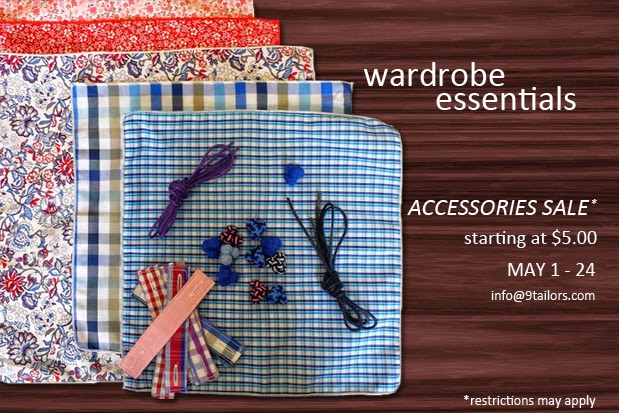 wardrobe
essentials
ACCESSORIES SALE*
starting at $5.00
MAY 1 - 24
info@9tailors.com
*restrictions may apply